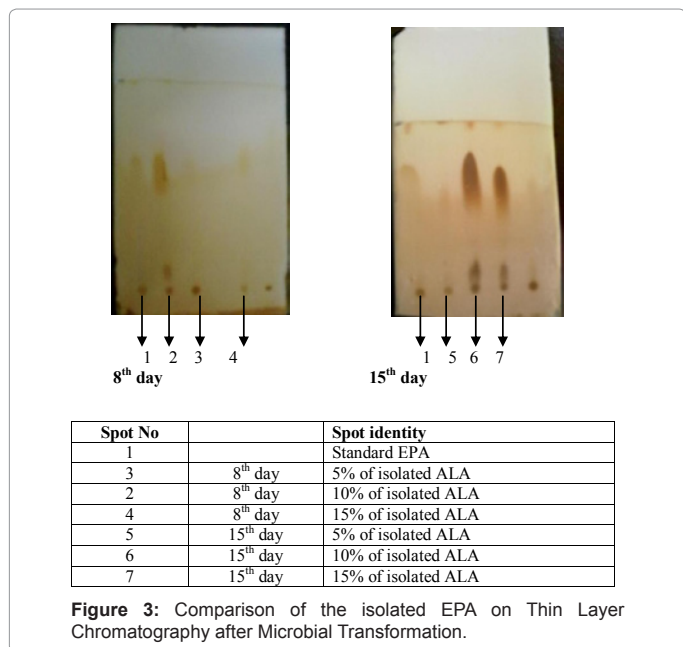 1 2 3 4
8th day
1 5 6 7
15th day
Spot No Spot identity
1 Standard EPA
3 8th day 5% of isolated ALA
2 8th day 10% of isolated ALA
4 8th day 15% of isolated ALA
5 15th day 5% of isolated ALA
6 15th day 10% of isolated ALA
7 15th day 15% of isolated ALA
Figure 3: Comparison of the isolated EPA on Thin Layer
Chromatography after Microbial Transformation.